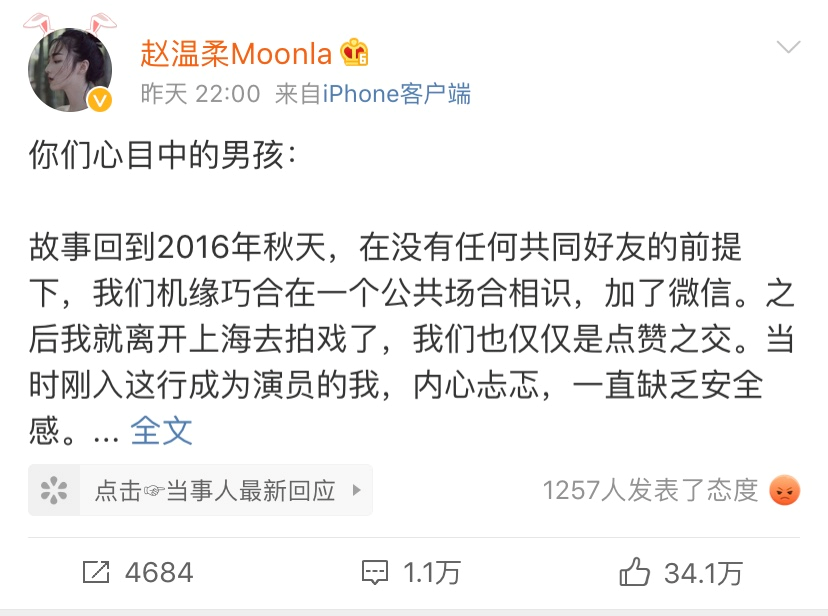 赵温柔Moonla
昨天 22:00 来自iPhone客户端
你们心目中的男孩：
故事回到2016年秋天，在没有任何共同好友的前提
下，我们机缘巧合在一个公共场合相识，加了微信。之
后我就离开上海去拍戏了，我们也仅仅是点赞之交。当
时刚入这行成为演员的我，内心忐忑，一直缺乏安全
感。... 全文
点击☞当事人最新回应
1257人发表了态度
4684
1.1万
34.1万